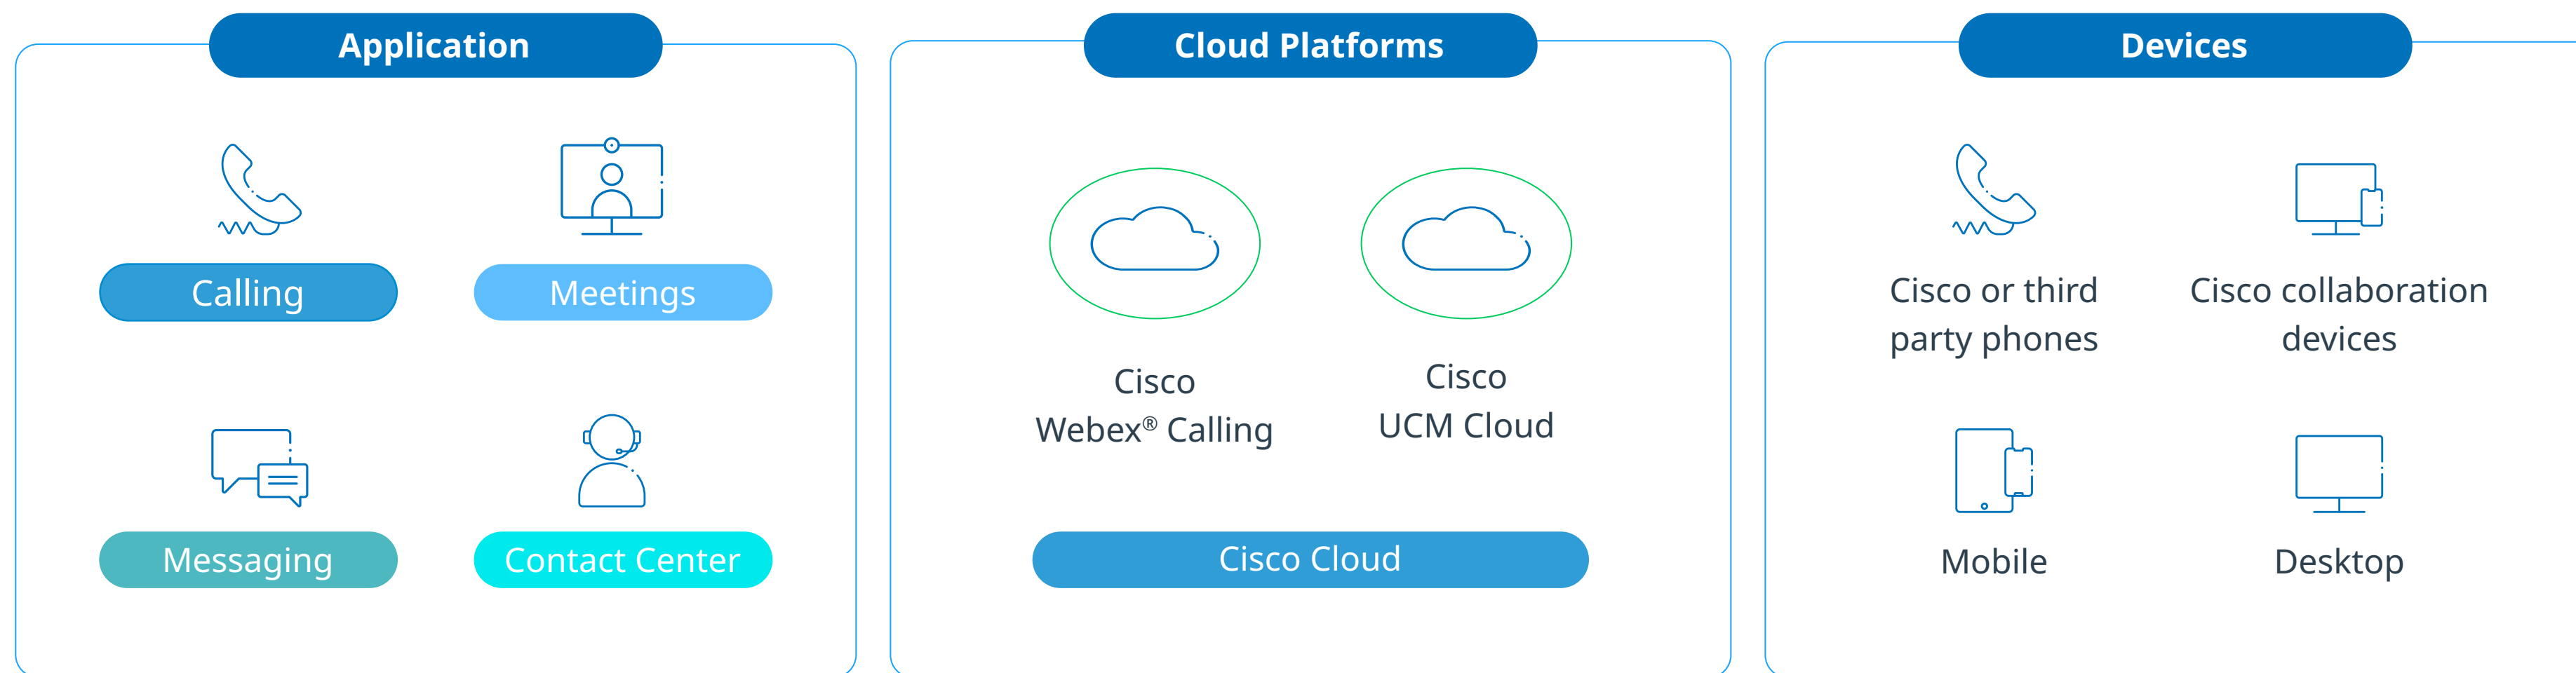 Application
Calling
Meetings
Messaging
Contact Center
Cloud Platforms
Cisco
Webex® Calling
Cisco
UCM Cloud
Cisco Cloud
Devices
Cisco or third
party phones
Cisco collaboration
devices
Mobile
Desktop